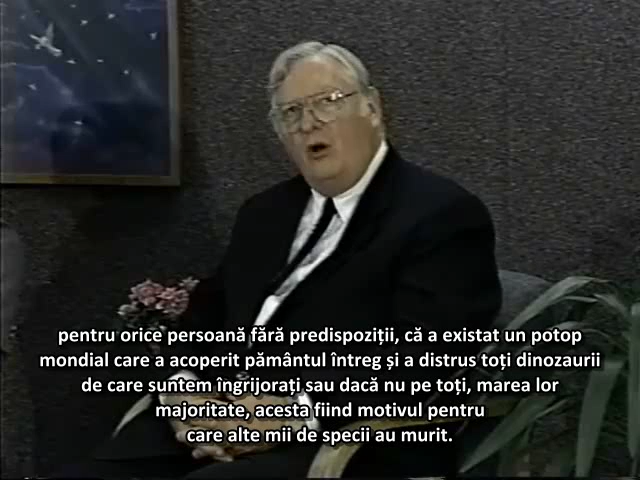 pentru orice persoană fără predispoziții, că a existat un potop
mondial care a acoperit pământul întreg și a distrus toți dinozaurii
de care suntem îngrijorați sau dacă nu pe toți, marea lor
majoritate, acesta fiind motivul pentru
care alte mii de specii au murit.